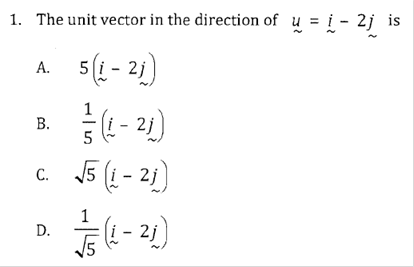 1. The unit vector in the direction of ṵ = ḭ - 2j̰ is
A. 5(ḭ - 2j̰)
B. 1/5 (ḭ - 2j̰)
C. √5 (ḭ - 2j̰)
D. 1/√5 (ḭ - 2j̰)